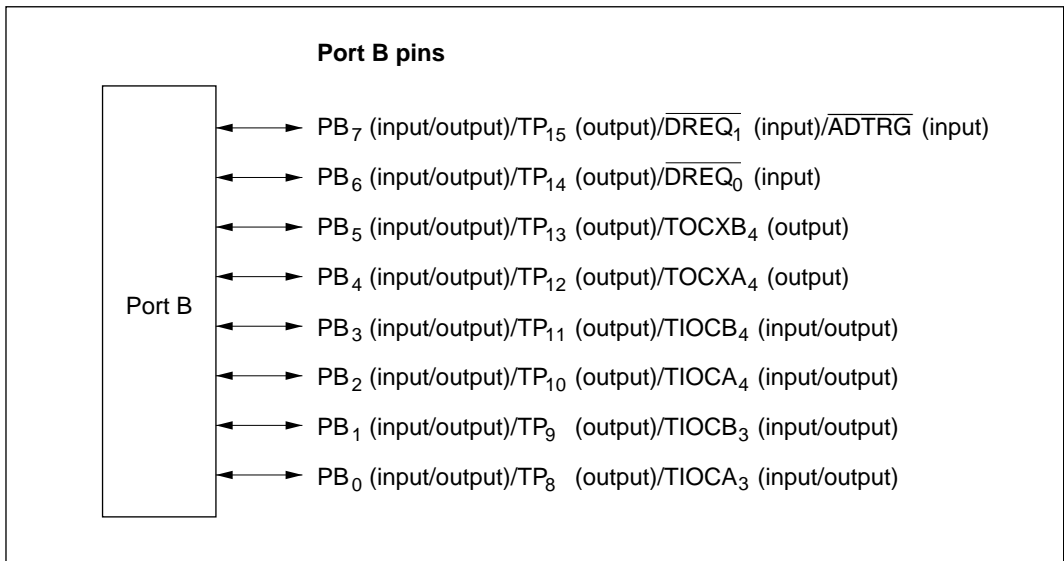 Port B pins
Port B
PB₇ (input/output)/TP₁₅ (output)/D̅R̅E̅Q̅₁̅ (input)/A̅D̅T̅R̅G̅ (input)
PB₆ (input/output)/TP₁₄ (output)/D̅R̅E̅Q̅₀̅ (input)
PB₅ (input/output)/TP₁₃ (output)/TOCXB₄ (output)
PB₄ (input/output)/TP₁₂ (output)/TOCXA₄ (output)
PB₃ (input/output)/TP₁₁ (output)/TIOCB₄ (input/output)
PB₂ (input/output)/TP₁₀ (output)/TIOCA₄ (input/output)
PB₁ (input/output)/TP₉ (output)/TIOCB₃ (input/output)
PB₀ (input/output)/TP₈ (output)/TIOCA₃ (input/output)